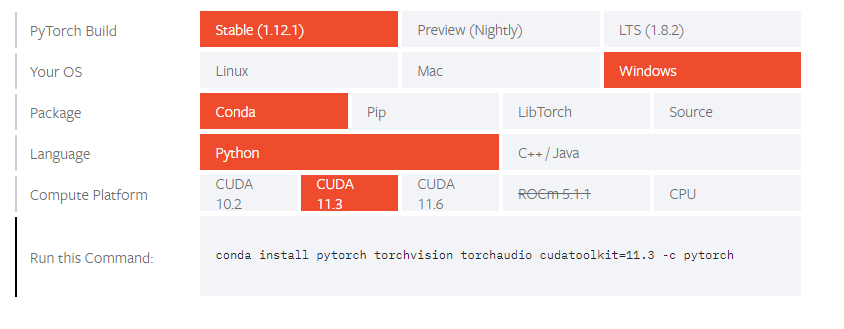 PyTorch Build
Stable (1.12.1)
Preview (Nightly)
LTS (1.8.2)
Your OS
Linux
Mac
Windows
Package
Conda
Pip
LibTorch
Source
Language
Python
C++ / Java
Compute Platform
CUDA
10.2
CUDA
11.3
CUDA
11.6
ROCm 5.1.1
CPU
Run this Command:
conda install pytorch torchvision torchaudio cudatoolkit=11.3 -c pytorch